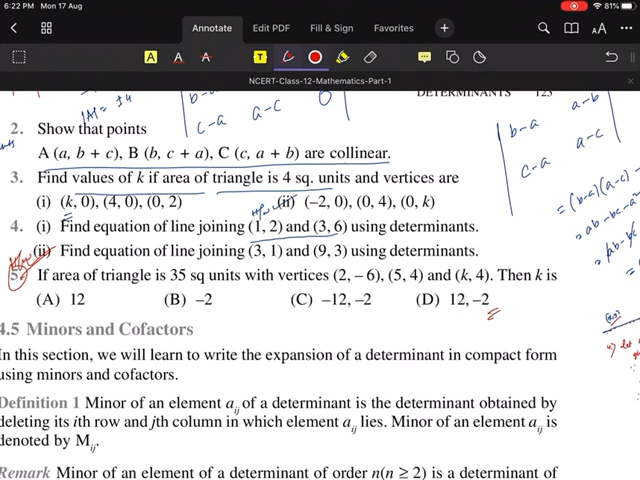 6:22 PM Mon 17 Aug
81%
Annotate Edit PDF Fill & Sign Favorites
AA
A A A T
NCERT-Class-12-Mathematics-Part-1
|A| = ±4
b-a a-c 0
c-a
DETERMINANTS 123
2. Show that points
A (a, b + c), B (b, c + a), C (c, a + b) are collinear.
3. Find values of k if area of triangle is 4 sq. units and vertices are
(i) (k, 0), (4, 0), (0, 2) (ii) (−2, 0), (0, 4), (0, k)
4. (i) Find equation of line joining (1, 2) and (3, 6) using determinants.
(ii) Find equation of line joining (3, 1) and (9, 3) using determinants.
5. If area of triangle is 35 sq units with vertices (2, – 6), (5, 4) and (k, 4). Then k is
(A) 12 (B) –2 (C) –12, –2 (D) 12, –2
b-a a-b
c-a a-c
= (b-a)(a-c) -
4.5 Minors and Cofactors
In this section, we will learn to write the expansion of a determinant in compact form
using minors and cofactors.
Definition 1 Minor of an element aij of a determinant is the determinant obtained by
deleting its ith row and jth column in which element aij lies. Minor of an element aij is
denoted by Mij.
Remark Minor of an element of a determinant of order n(n ≥ 2) is a determinant of